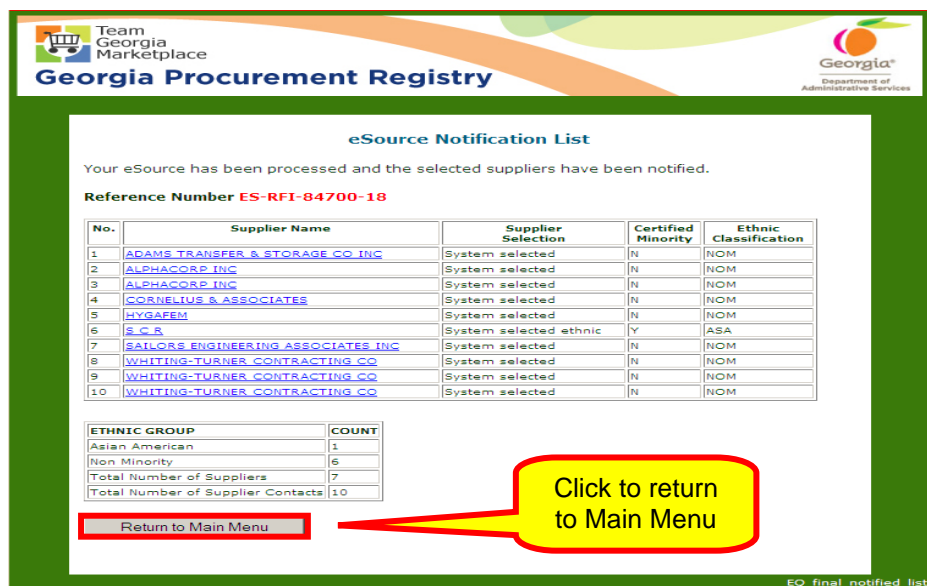 Team
Georgia
Marketplace
Georgia Procurement Registry
Georgia®
Department of
Administrative Services
eSource Notification List
Your eSource has been processed and the selected suppliers have been notified.
Reference Number ES-RFI-84700-18
No. Supplier Name Supplier Selection Certified Minority Ethnic Classification
1 ADAMS TRANSFER & STORAGE CO INC System selected N NOM
2 ALPHACORP INC System selected N NOM
3 ALPHACORP INC System selected N NOM
4 CORNELIUS & ASSOCIATES System selected N NOM
5 HYGAFEM System selected N NOM
6 S C R System selected ethnic Y ASA
7 SAILORS ENGINEERING ASSOCIATES INC System selected N NOM
8 WHITING-TURNER CONTRACTING CO System selected N NOM
9 WHITING-TURNER CONTRACTING CO System selected N NOM
10 WHITING-TURNER CONTRACTING CO System selected N NOM
ETHNIC GROUP COUNT
Asian American 1
Non Minority 6
Total Number of Suppliers 7
Total Number of Supplier Contacts 10
Click to return
to Main Menu
Return to Main Menu
EQ_final_notified_list